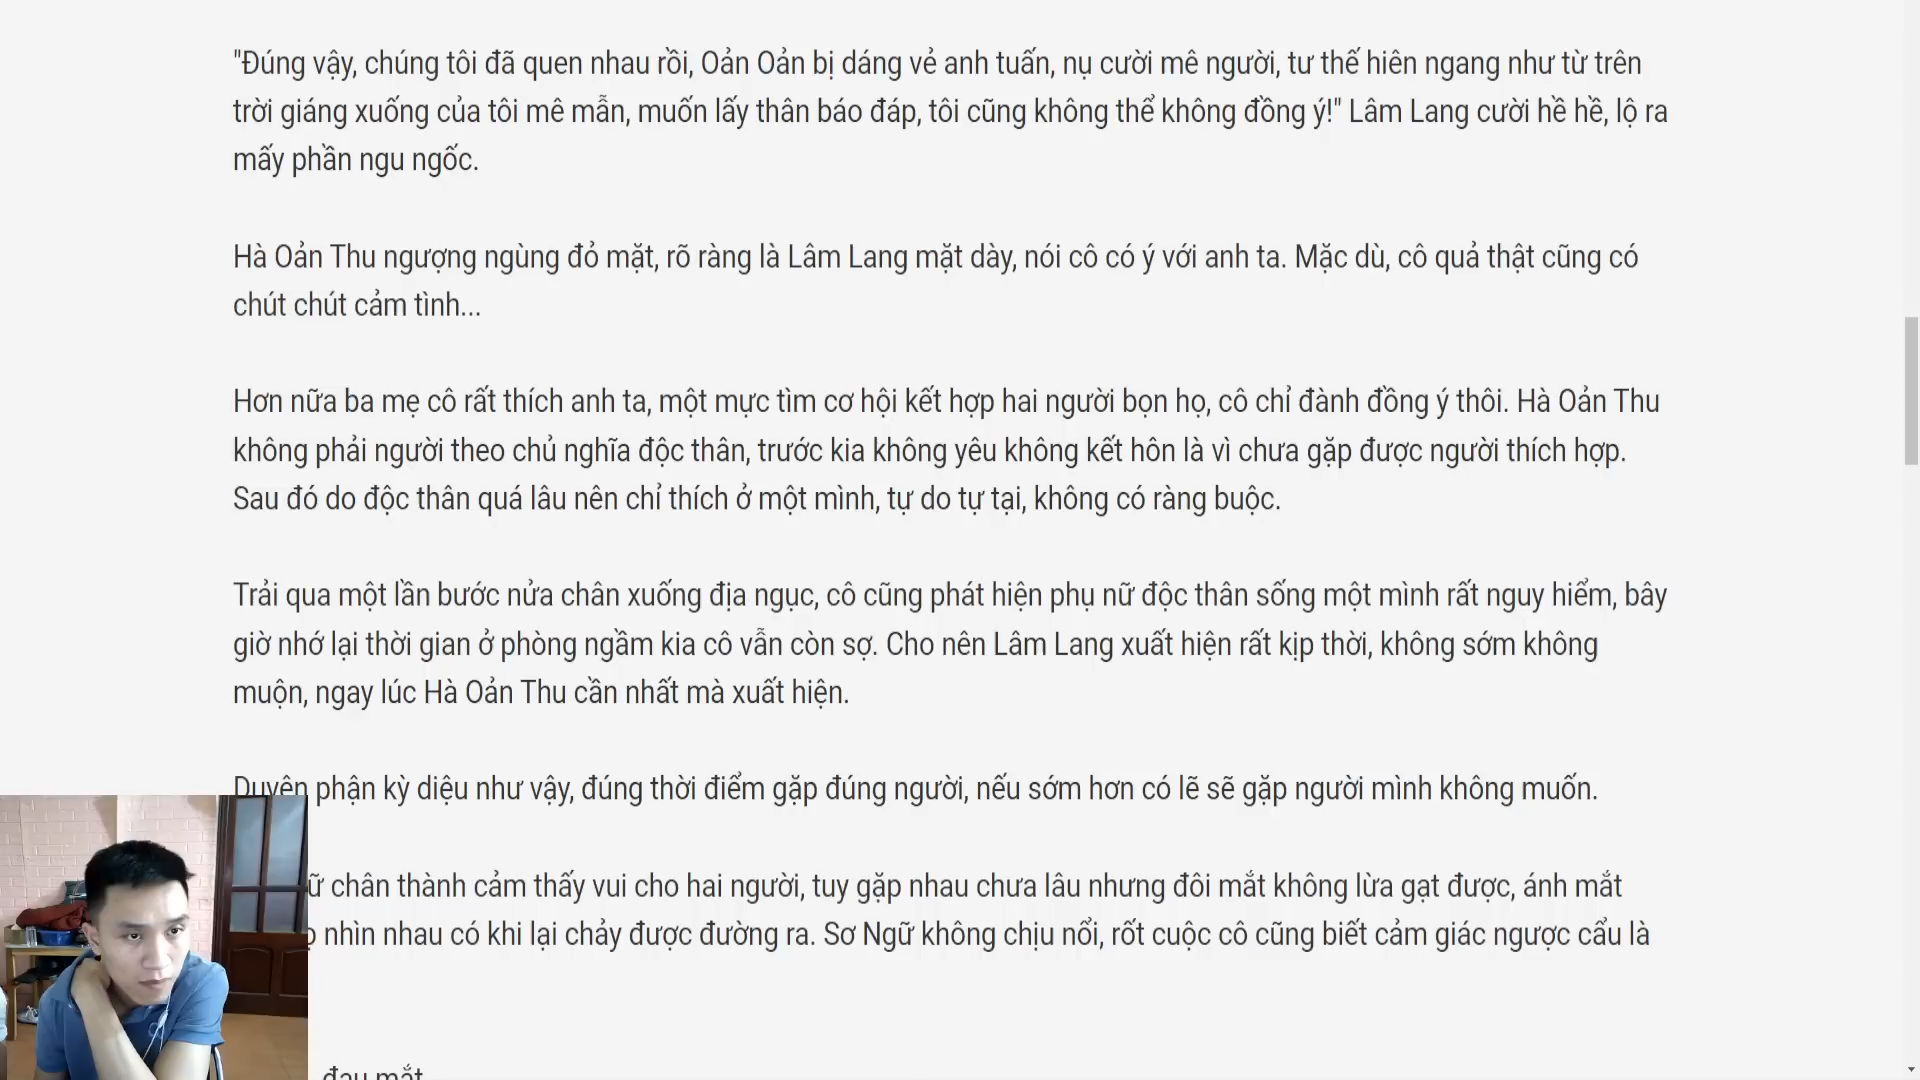 "Đúng vậy, chúng tôi đã quen nhau rồi, Oản Oản bị dáng vẻ anh tuấn, nụ cười mê người, tư thế hiên ngang như từ trên
trời giáng xuống của tôi mê mẫn, muốn lấy thân báo đáp, tôi cũng không thể không đồng ý!" Lâm Lang cười hề hề, lộ ra
mấy phần ngu ngốc.
Hà Oản Thu ngượng ngùng đỏ mặt, rõ ràng là Lâm Lang mặt dày, nói cô có ý với anh ta. Mặc dù, cô quả thật cũng có
chút chút cảm tình...
Hơn nữa ba mẹ cô rất thích anh ta, một mực tìm cơ hội kết hợp hai người bọn họ, cô chỉ đành đồng ý thôi. Hà Oản Thu
không phải người theo chủ nghĩa độc thân, trước kia không yêu không kết hôn là vì chưa gặp được người thích hợp.
Sau đó do độc thân quá lâu nên chỉ thích ở một mình, tự do tự tại, không có ràng buộc.
Trải qua một lần bước nửa chân xuống địa ngục, cô cũng phát hiện phụ nữ độc thân sống một mình rất nguy hiểm, bây
giờ nhớ lại thời gian ở phòng ngầm kia cô vẫn còn sợ. Cho nên Lâm Lang xuất hiện rất kịp thời, không sớm không
muộn, ngay lúc Hà Oản Thu cần nhất mà xuất hiện.
Duyên phận kỳ diệu như vậy, đúng thời điểm gặp đúng người, nếu sớm hơn có lẽ sẽ gặp người mình không muốn.
chân thành cảm thấy vui cho hai người, tuy gặp nhau chưa lâu nhưng đôi mắt không lừa gạt được, ánh mắt
nhìn nhau có khi lại chảy được đường ra. Sơ Ngữ không chịu nổi, rốt cuộc cô cũng biết cảm giác ngược cẩu là
đau mắt